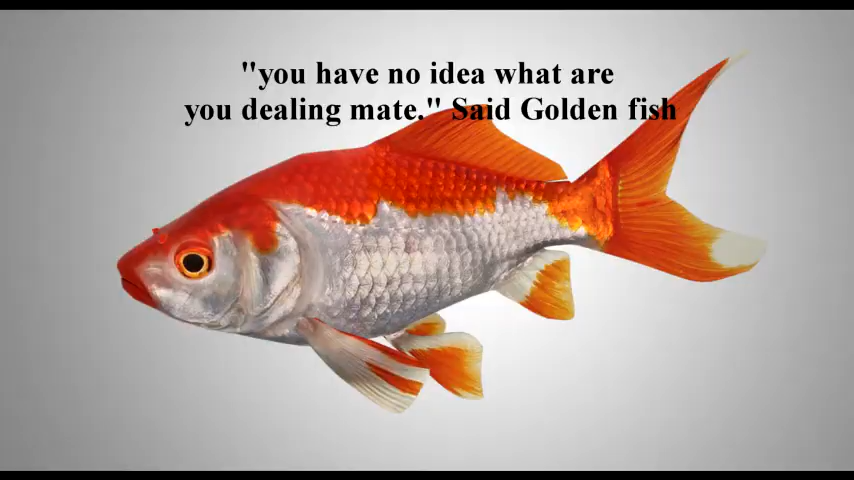 "you have no idea what are
you dealing mate." Said Golden fish